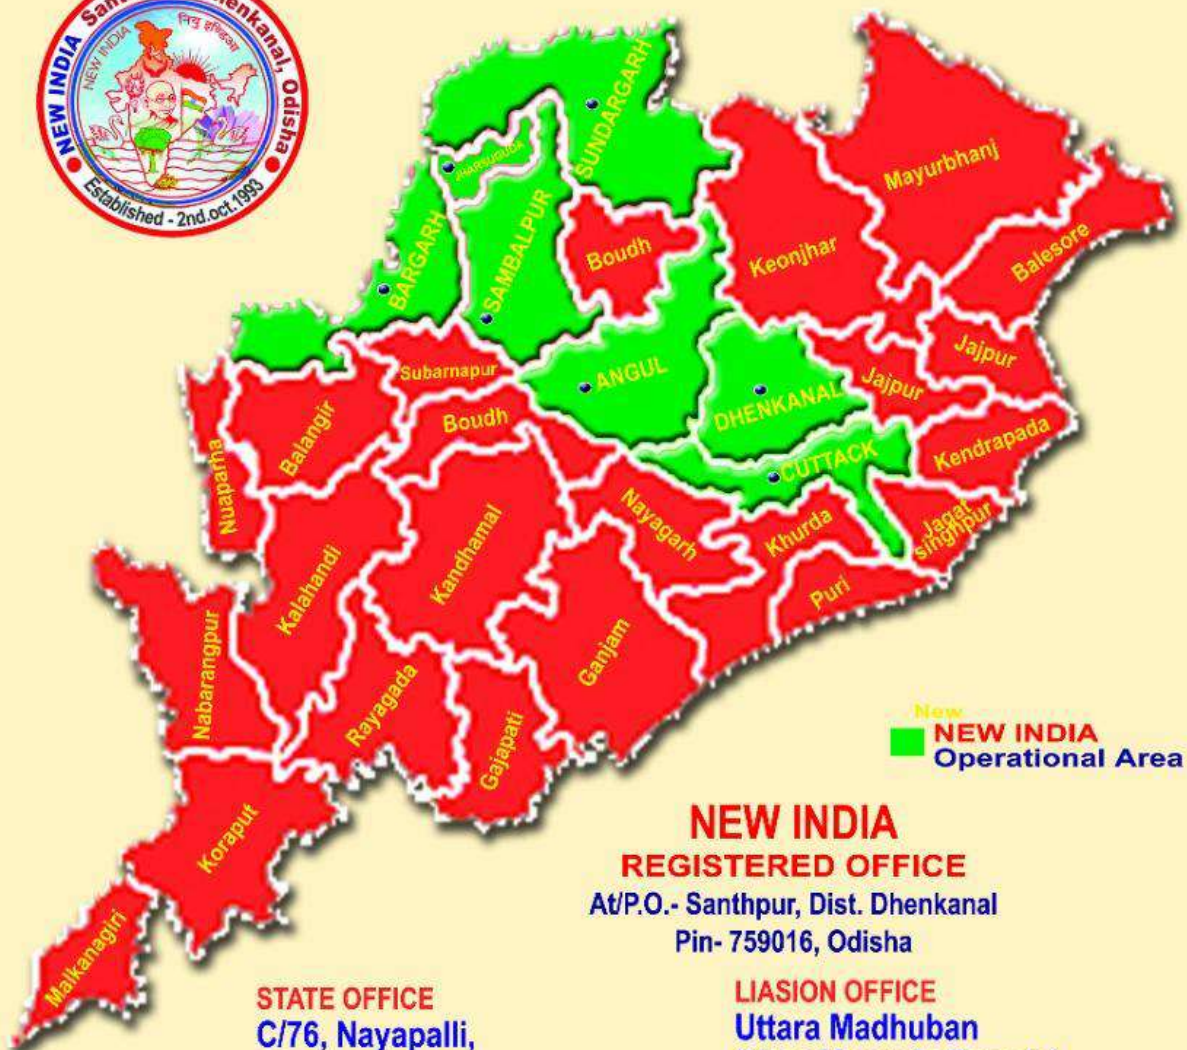 NEW INDIA
Odisha
NEW INDIA
Established - 2nd.oct.1993
SUNDARGARH
JHARSUGUDA
BARGARH
SAMBALPUR
Boudh
Keonjhar
Mayurbhanj
Balesore
Subarnapur
ANGUL
DHENKANAL
Jajpur
Jajpur
Balangir
Boudh
CUTTACK
Kendrapada
Nuaparha
Nayagarh
Khurda
Jagat
singhpur
Kalahandi
Kandhamal
Puri
Nabarangpur
Rayagada
Ganjam
Gajapati
Koraput
Malkanagiri
New
NEW INDIA
Operational Area
NEW INDIA
REGISTERED OFFICE
At/P.O.- Santhpur, Dist. Dhenkanal
Pin- 759016, Odisha
STATE OFFICE
C/76, Nayapalli,
LIASION OFFICE
Uttara Madhuban